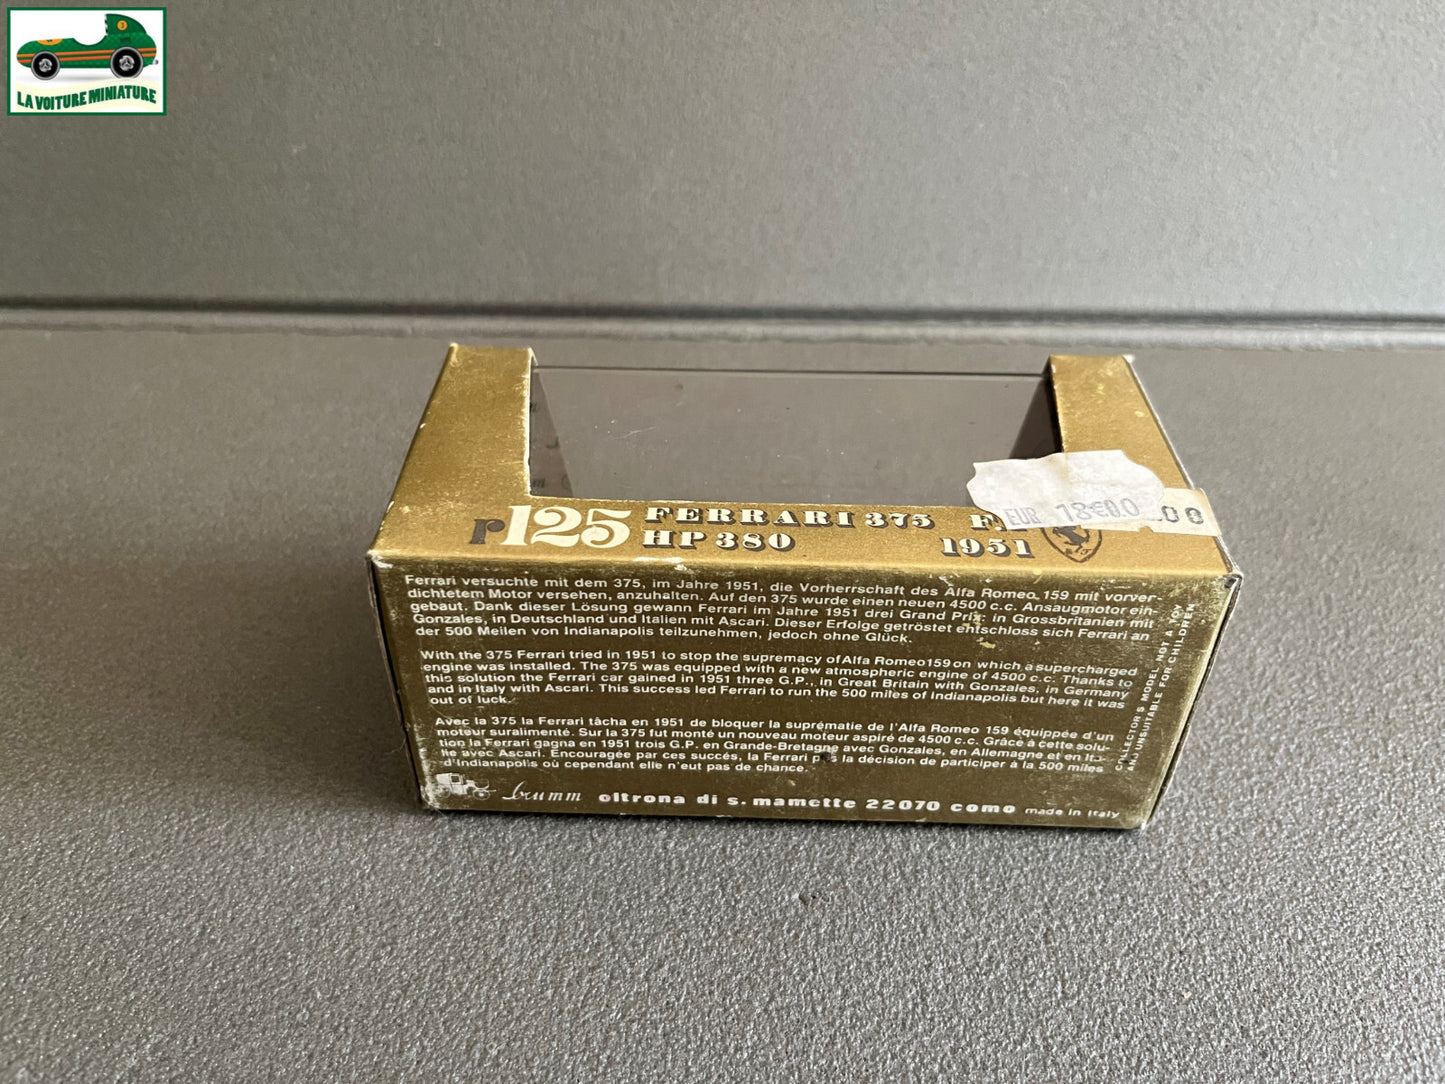 3
LA VOITURE MINIATURE
r125 FERRARI 375
HP 380 1951
EUR 18€00
00
Ferrari versuchte mit dem 375, im Jahre 1951, die Vorherrschaft des Alfa Romeo 159 mit vorver-
dichtetem Motor versehen, anzuhalten. Auf den 375 wurde einen neuen 4500 c.c. Ansaugmotor ein-
gebaut. Dank dieser Lösung gewann Ferrari im Jahre 1951 drei Grand Prix: in Grossbritanien mit
Gonzales, in Deutschland und Italien mit Ascari. Dieser Erfolge getröstet entschloss sich Ferrari an
der 500 Meilen von Indianapolis teilzunehmen, jedoch ohne Glück.
With the 375 Ferrari tried in 1951 to stop the supremacy of Alfa Romeo 159 on which a supercharged
engine was installed. The 375 was equipped with a new atmospheric engine of 4500 c.c. Thanks to
this solution the Ferrari car gained in 1951 three G.P., in Great Britain with Gonzales, in Germany
and in Italy with Ascari. This success led Ferrari to run the 500 miles of Indianapolis but here it was
out of luck.
Avec la 375 la Ferrari tâcha en 1951 de bloquer la suprématie de l'Alfa Romeo 159 équippée d'un
moteur suralimenté. Sur la 375 fut monté un nouveau moteur aspiré de 4500 c.c. Grâce à cette solu-
tion la Ferrari gagna en 1951 trois G.P. en Grande-Bretagne avec Gonzales, en Allemagne et en Ita-
lie avec Ascari. Encouragée par ces succés, la Ferrari la décision de participer à la 500 miles
d'Indianapolis où cependant elle n'eut pas de chance.
brumm oltrona di s. mamette 22070 como made in Italy
COLLECTOR'S MODEL, NOT A TOY
AND UNSUITABLE FOR CHILDREN